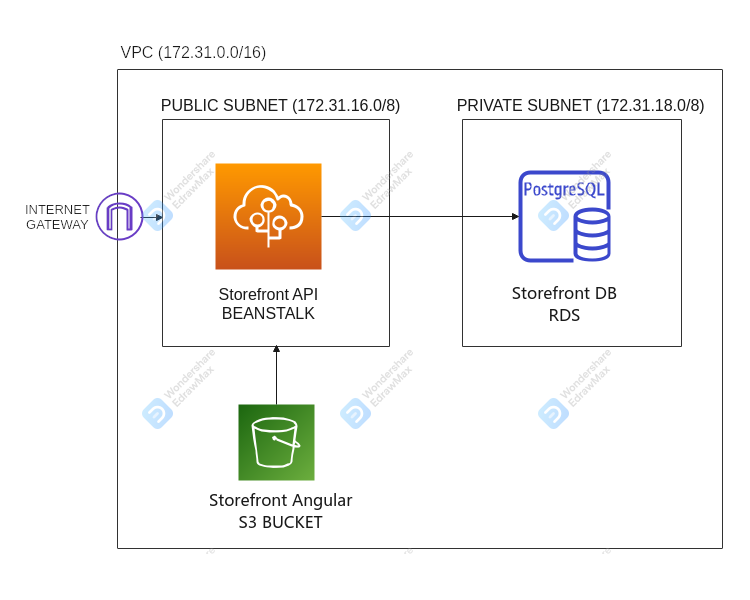 VPC (172.31.0.0/16)
PUBLIC SUBNET (172.31.16.0/8)
PRIVATE SUBNET (172.31.18.0/8)
Wondershare
EdrawMax
Wondershare
EdrawMax
Wondershare
EdrawMax
PostgreSQL
INTERNET
GATEWAY
Storefront API
BEANSTALK
Storefront DB
RDS
Wondershare
EdrawMax
Wondershare
EdrawMax
Wondershare
EdrawMax
Storefront Angular
S3 BUCKET